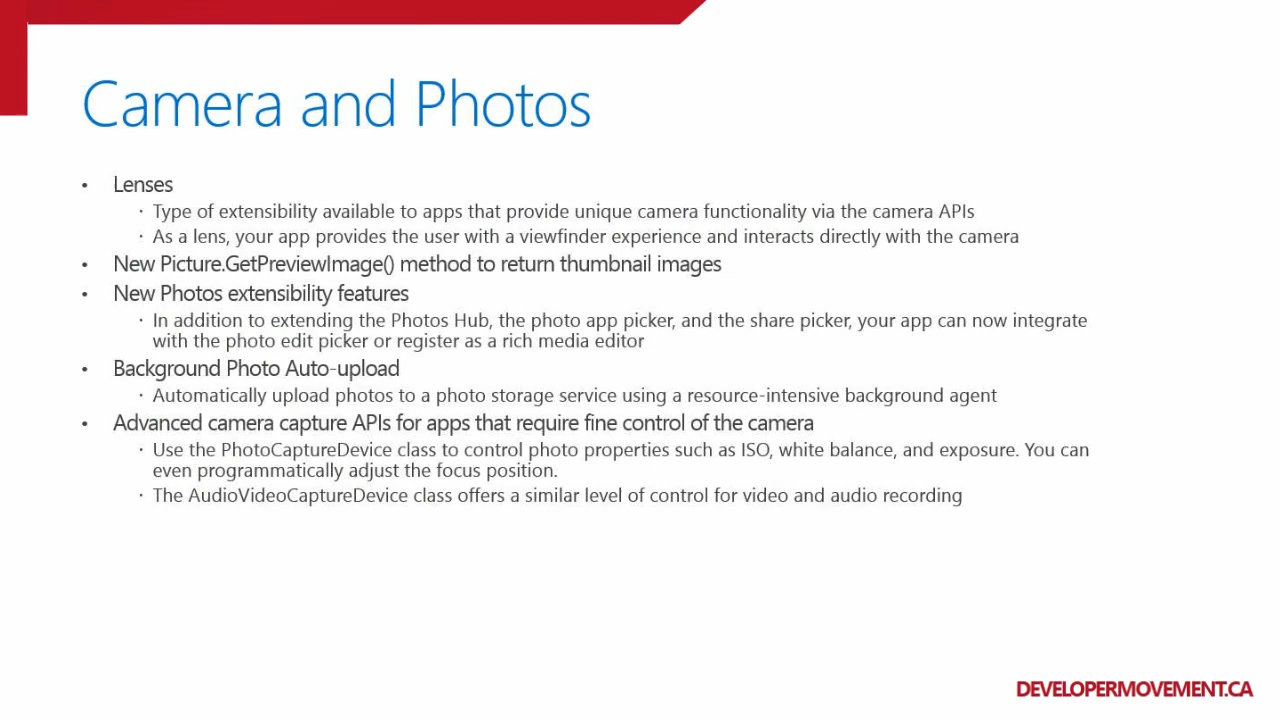 Camera and Photos
• Lenses
· Type of extensibility available to apps that provide unique camera functionality via the camera APIs
· As a lens, your app provides the user with a viewfinder experience and interacts directly with the camera
• New Picture.GetPreviewImage() method to return thumbnail images
• New Photos extensibility features
· In addition to extending the Photos Hub, the photo app picker, and the share picker, your app can now integrate
with the photo edit picker or register as a rich media editor
• Background Photo Auto-upload
· Automatically upload photos to a photo storage service using a resource-intensive background agent
• Advanced camera capture APIs for apps that require fine control of the camera
· Use the PhotoCaptureDevice class to control photo properties such as ISO, white balance, and exposure. You can
even programmatically adjust the focus position.
· The AudioVideoCaptureDevice class offers a similar level of control for video and audio recording
DEVELOPERMOVEMENT.CA